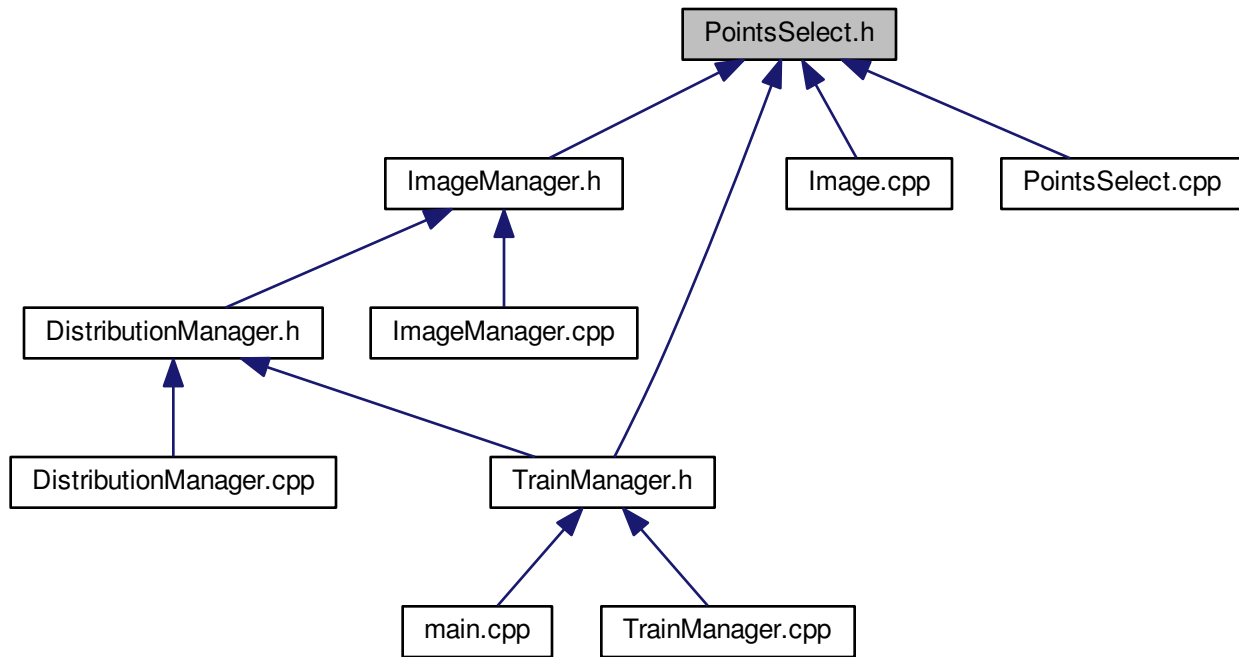 PointsSelect.h
ImageManager.h
Image.cpp
PointsSelect.cpp
DistributionManager.h
ImageManager.cpp
DistributionManager.cpp
TrainManager.h
main.cpp
TrainManager.cpp